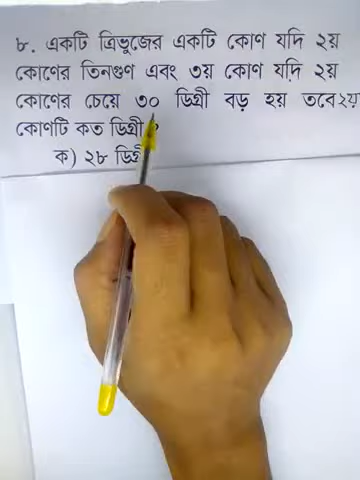 ৮. একটি ত্রিভুজের একটি কোণ যদি ২য়
কোণের তিনগুণ এবং ৩য় কোণ যদি ২য়
কোণের চেয়ে ৩০ ডিগ্রী বড় হয় তবে ২য়
কোণটি কত ডিগ্রী
ক) ২৮ ডিগ্রী